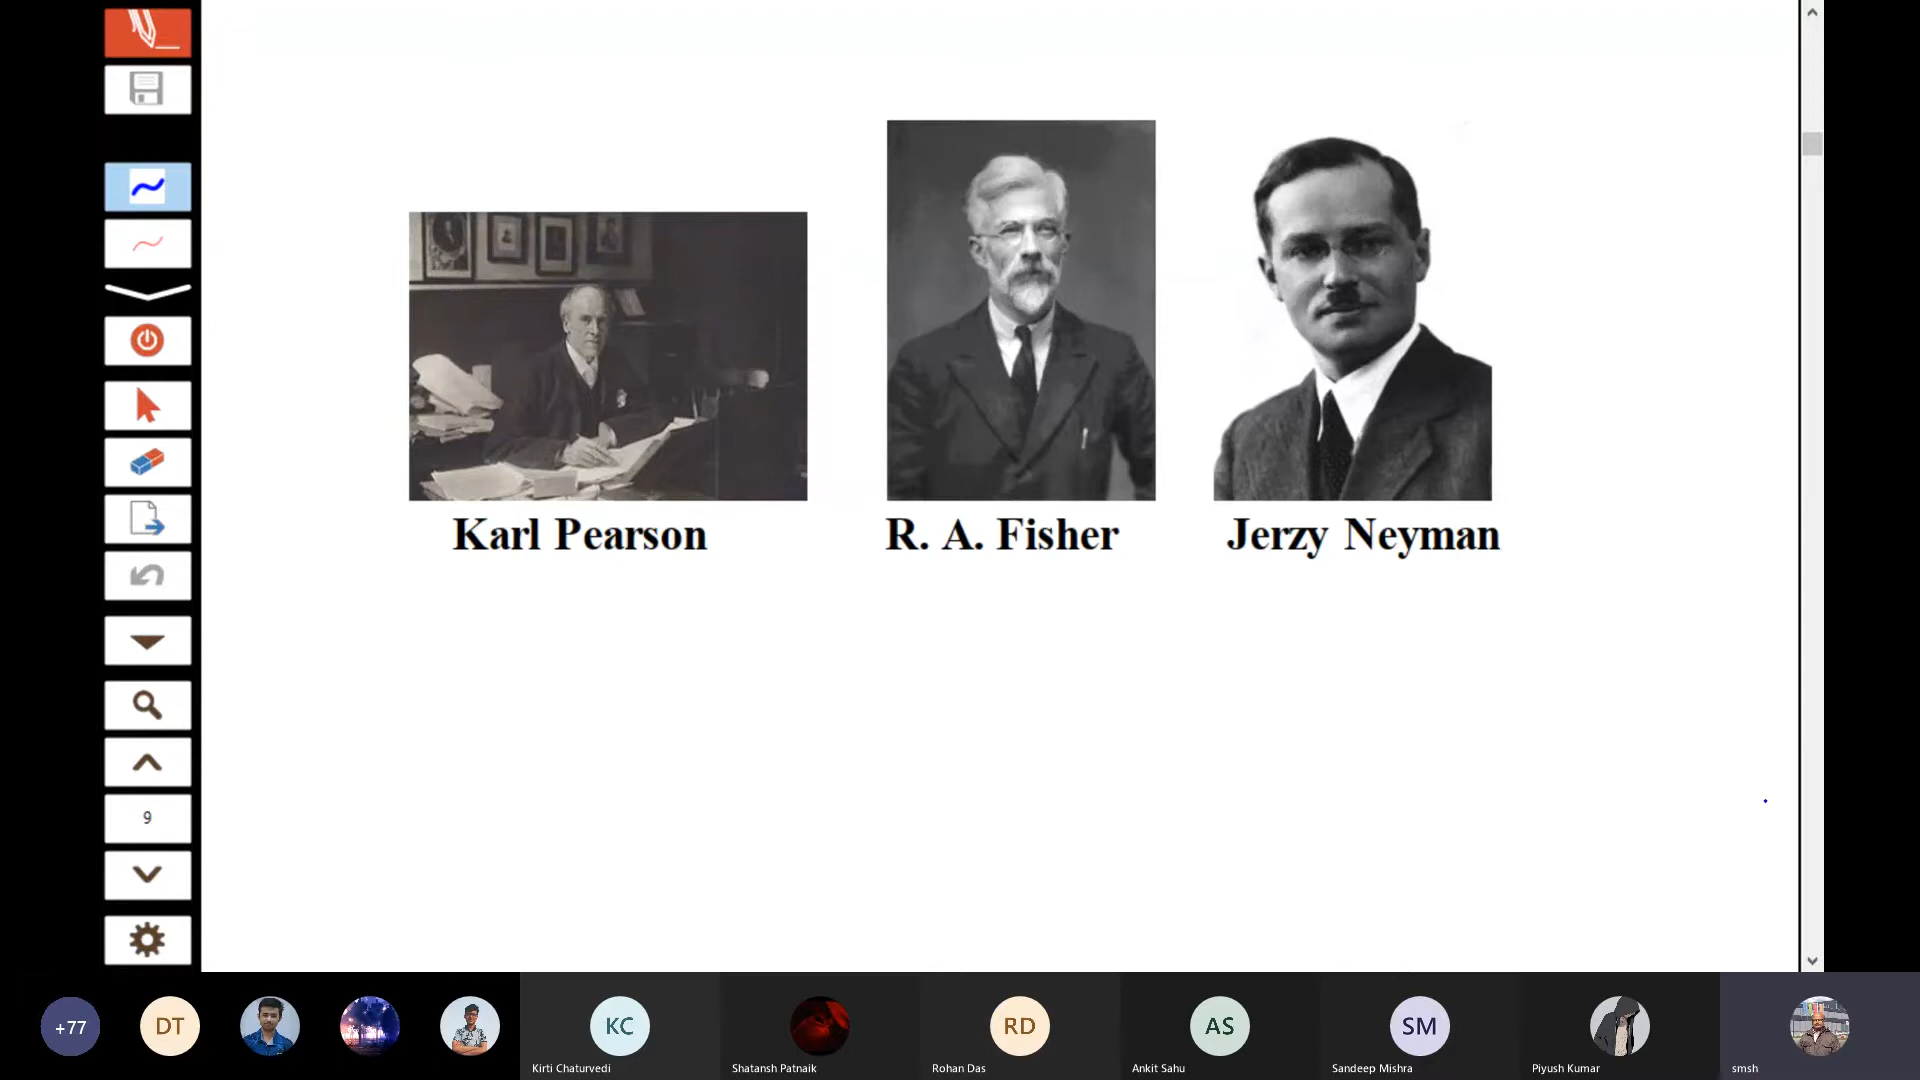 Karl Pearson R. A. Fisher Jerzy Neyman
9
+77 DT KC RD AS SM
Kirti Chaturvedi Shatansh Patnaik Rohan Das Ankit Sahu Sandeep Mishra Piyush Kumar smsh